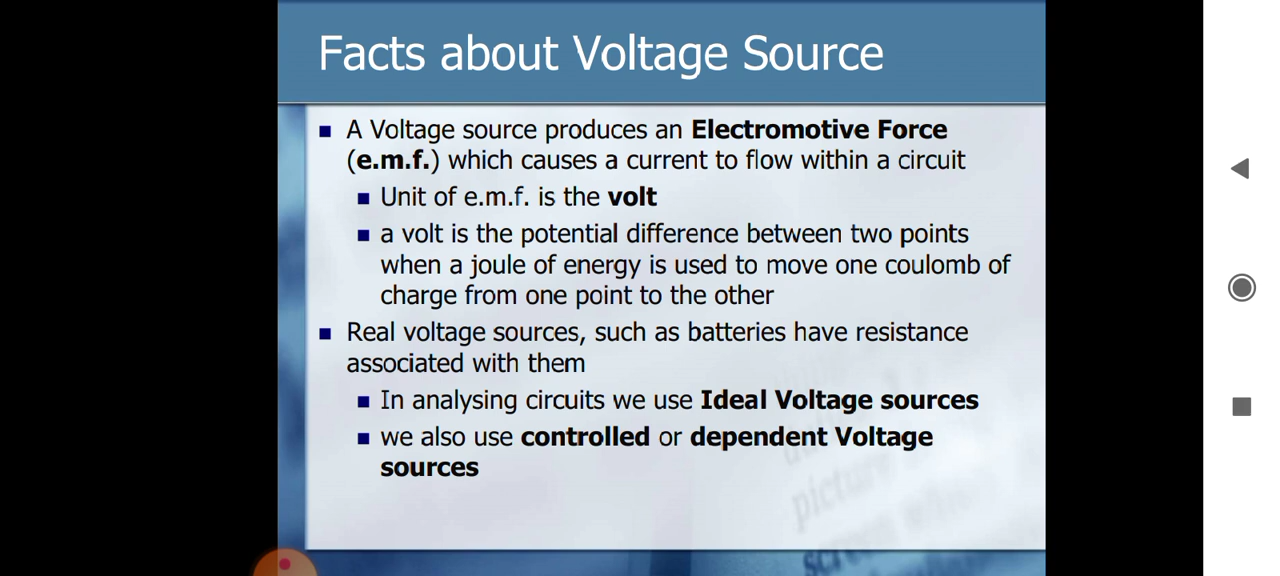 Facts about Voltage Source
■ A Voltage source produces an Electromotive Force
(e.m.f.) which causes a current to flow within a circuit
■ Unit of e.m.f. is the volt
■ a volt is the potential difference between two points
when a joule of energy is used to move one coulomb of
charge from one point to the other
■ Real voltage sources, such as batteries have resistance
associated with them
■ In analysing circuits we use Ideal Voltage sources
■ we also use controlled or dependent Voltage
sources